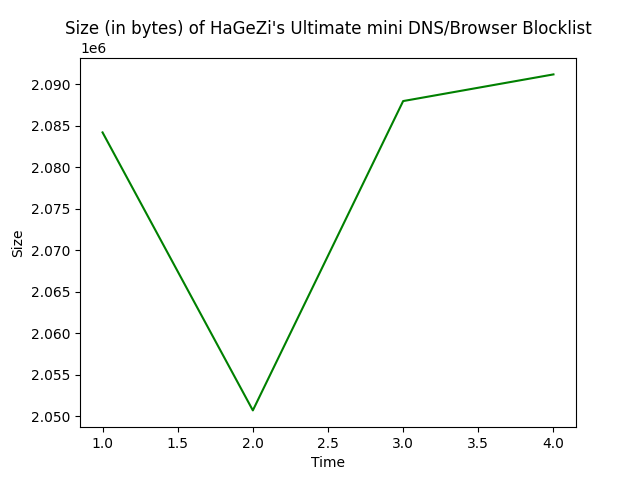 Size (in bytes) of HaGeZi's Ultimate mini DNS/Browser Blocklist
1e6
2.090
2.085
2.080
2.075
2.070
2.065
2.060
2.055
2.050
Size
1.0 1.5 2.0 2.5 3.0 3.5 4.0
Time